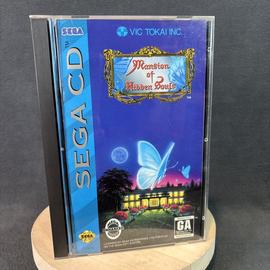 SEGA
VIC TOKAI INC.
Mansion
of
Hidden Souls
SEGA CD
GA
SEGA